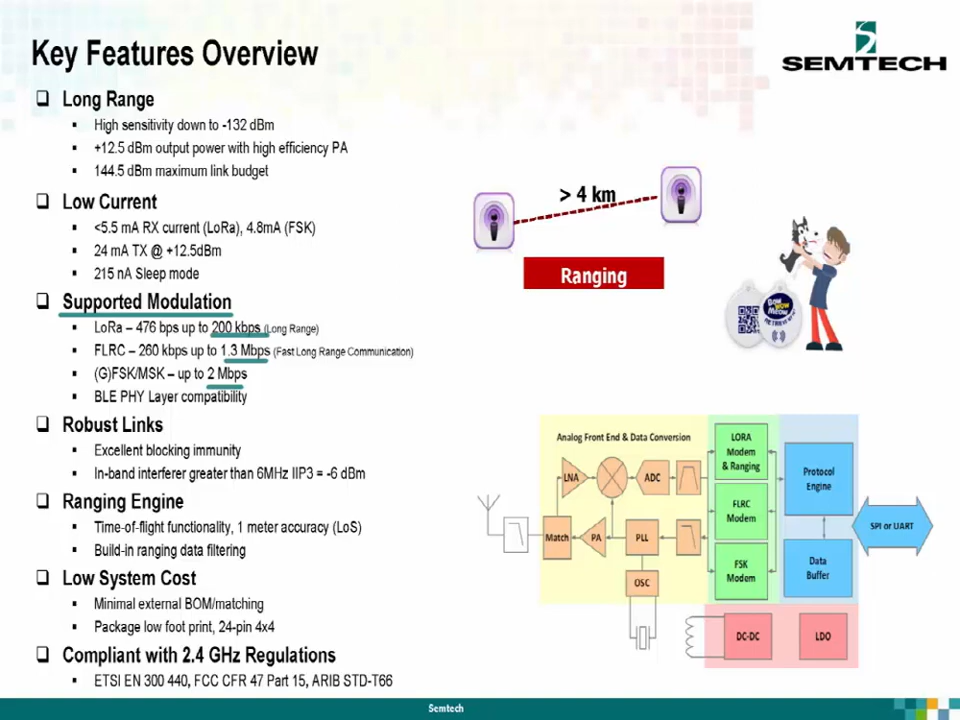 Key Features Overview
SEMTECH
Long Range
High sensitivity down to -132 dBm
+12.5 dBm output power with high efficiency PA
144.5 dBm maximum link budget
Low Current
<5.5 mA RX current (LoRa), 4.8mA (FSK)
24 mA TX @ +12.5dBm
215 nA Sleep mode
Supported Modulation
LoRa – 476 bps up to 200 kbps (Long Range)
FLRC – 260 kbps up to 1.3 Mbps (Fast Long Range Communication)
(G)FSK/MSK – up to 2 Mbps
BLE PHY Layer compatibility
Robust Links
Excellent blocking immunity
In-band interferer greater than 6MHz IIP3 = -6 dBm
Ranging Engine
Time-of-flight functionality, 1 meter accuracy (LoS)
Build-in ranging data filtering
Low System Cost
Minimal external BOM/matching
Package low foot print, 24-pin 4x4
Compliant with 2.4 GHz Regulations
ETSI EN 300 440, FCC CFR 47 Part 15, ARIB STD-T66
> 4 km
Ranging
BOW
WOW
MEOW
Analog Front End & Data Conversion
LNA
ADC
Match
PA
PLL
OSC
LORA
Modem
& Ranging
FLRC
Modem
FSK
Modem
Protocol
Engine
Data
Buffer
SPI or UART
DC-DC
LDO
Semtech